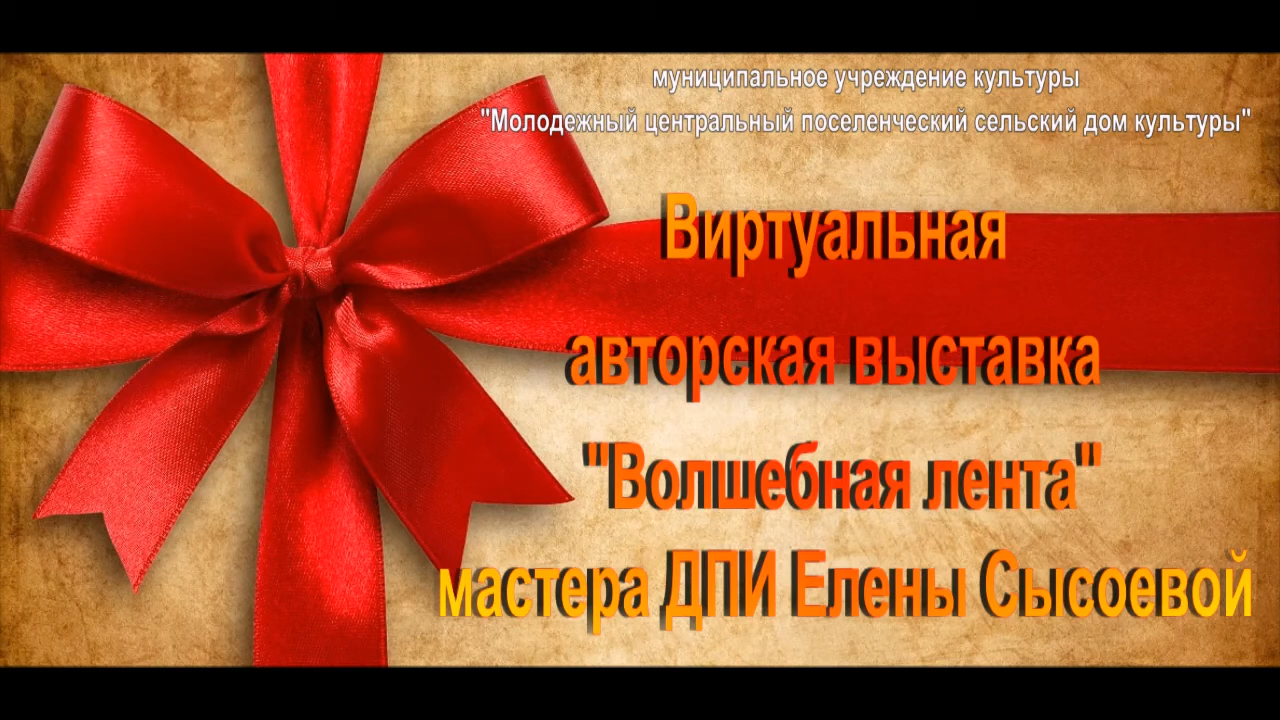 муниципальное учреждение культуры
"Молодежный центральный поселенческий сельский дом культуры"
Виртуальная
авторская выставка
"Волшебная лента"
мастера ДПИ Елены Сысоевой